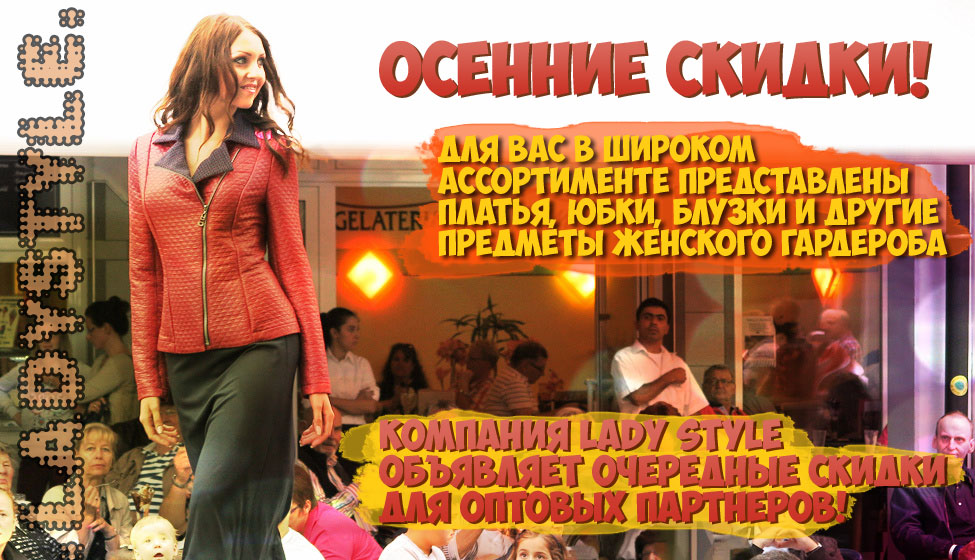 LADYSTYLE.
ОСЕННИЕ СКИДКИ!
ДЛЯ ВАС В ШИРОКОМ
АССОРТИМЕНТЕ ПРЕДСТАВЛЕНЫ
ПЛАТЬЯ, ЮБКИ, БЛУЗКИ И ДРУГИЕ
ПРЕДМЕТЫ ЖЕНСКОГО ГАРДЕРОБА
GELATER
КОМПАНИЯ LADY STYLE
ОБЪЯВЛЯЕТ ОЧЕРЕДНЫЕ СКИДКИ
ДЛЯ ОПТОВЫХ ПАРТНЕРОВ!